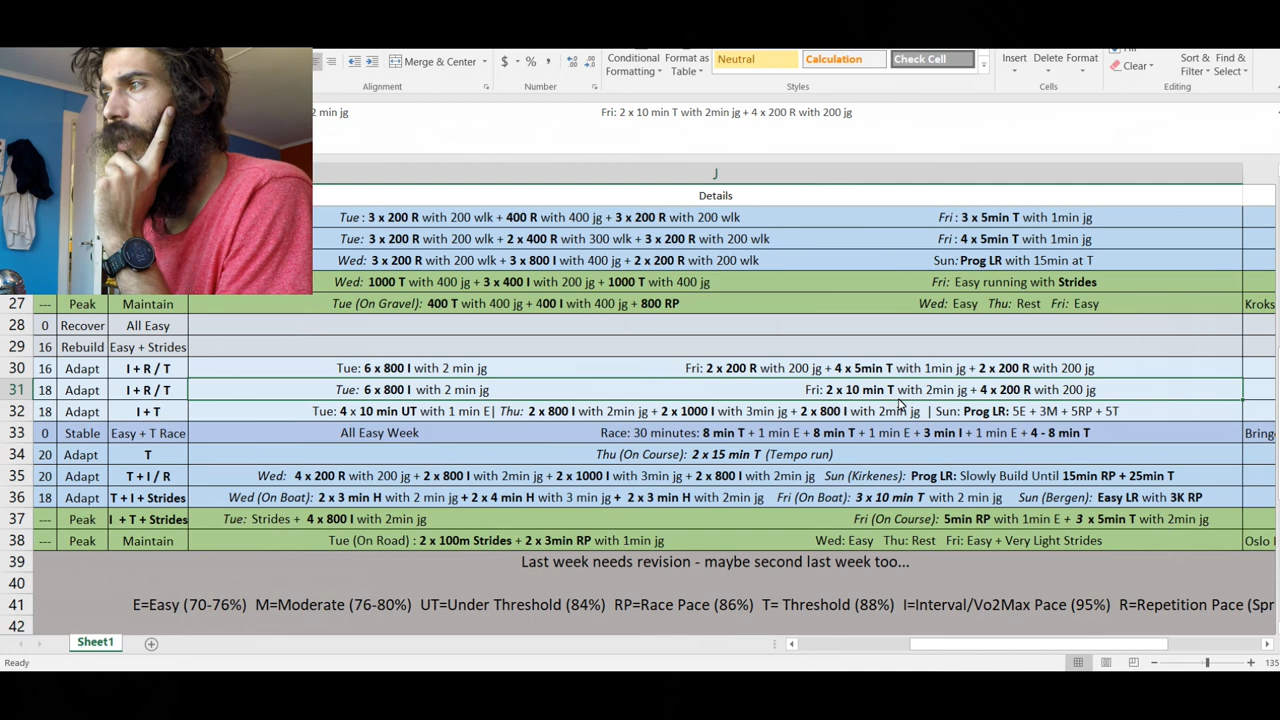 Merge & Center
$ % ,
Conditional Formatting
Format as Table
Neutral
Calculation
Check Cell
Insert Delete Format
Clear
Sort & Filter
Find & Select
Alignment
Number
Styles
Cells
Editing
2 min jg Fri: 2 x 10 min T with 2min jg + 4 x 200 R with 200 jg
J
Details
Tue : 3 x 200 R with 200 wlk + 400 R with 400 jg + 3 x 200 R with 200 wlk Fri : 3 x 5min T with 1min jg
Tue: 3 x 200 R with 200 wlk + 2 x 400 R with 300 wlk + 3 x 200 R with 200 wlk Fri : 4 x 5min T with 1min jg
Wed: 3 x 200 R with 200 wlk + 3 x 800 I with 400 jg + 2 x 200 R with 200 wlk Sun: Prog LR with 15min at T
Wed: 1000 T with 400 jg + 3 x 400 I with 200 jg + 1000 T with 400 jg Fri: Easy running with Strides
27 --- Peak Maintain Tue (On Gravel): 400 T with 400 jg + 400 I with 400 jg + 800 RP Wed: Easy Thu: Rest Fri: Easy Kroks
28 0 Recover All Easy
29 16 Rebuild Easy + Strides
30 16 Adapt I + R / T Tue: 6 x 800 I with 2 min jg Fri: 2 x 200 R with 200 jg + 4 x 5min T with 1min jg + 2 x 200 R with 200 jg
31 18 Adapt I + R / T Tue: 6 x 800 I with 2 min jg Fri: 2 x 10 min T with 2min jg + 4 x 200 R with 200 jg
32 18 Adapt I + T Tue: 4 x 10 min UT with 1 min E| Thu: 2 x 800 I with 2min jg + 2 x 1000 I with 3min jg + 2 x 800 I with 2min jg | Sun: Prog LR: 5E + 3M + 5RP + 5T
33 0 Stable Easy + T Race All Easy Week Race: 30 minutes: 8 min T + 1 min E + 8 min T + 1 min E + 3 min I + 1 min E + 4 - 8 min T Bring
34 20 Adapt T Thu (On Course): 2 x 15 min T (Tempo run)
35 20 Adapt T + I / R Wed: 4 x 200 R with 200 jg + 2 x 800 I with 2min jg + 2 x 1000 I with 3min jg + 2 x 800 I with 2min jg Sun (Kirkenes): Prog LR: Slowly Build Until 15min RP + 25min T
36 18 Adapt T + I + Strides Wed (On Boat): 2 x 3 min H with 2 min jg + 2 x 4 min H with 3 min jg + 2 x 3 min H with 2min jg Fri (On Boat): 3 x 10 min T with 2 min jg Sun (Bergen): Easy LR with 3K RP
37 --- Peak I + T + Strides Tue: Strides + 4 x 800 I with 2min jg Fri (On Course): 5min RP with 1min E + 3 x 5min T with 2min jg
38 --- Peak Maintain Tue (On Road) : 2 x 100m Strides + 2 x 3min RP with 1min jg Wed: Easy Thu: Rest Fri: Easy + Very Light Strides Oslo
39 Last week needs revision - maybe second last week too...
40
41 E=Easy (70-76%) M=Moderate (76-80%) UT=Under Threshold (84%) RP=Race Pace (86%) T= Threshold (88%) I=Interval/Vo2Max Pace (95%) R=Repetition Pace (Spr
42
Sheet1
Ready 135